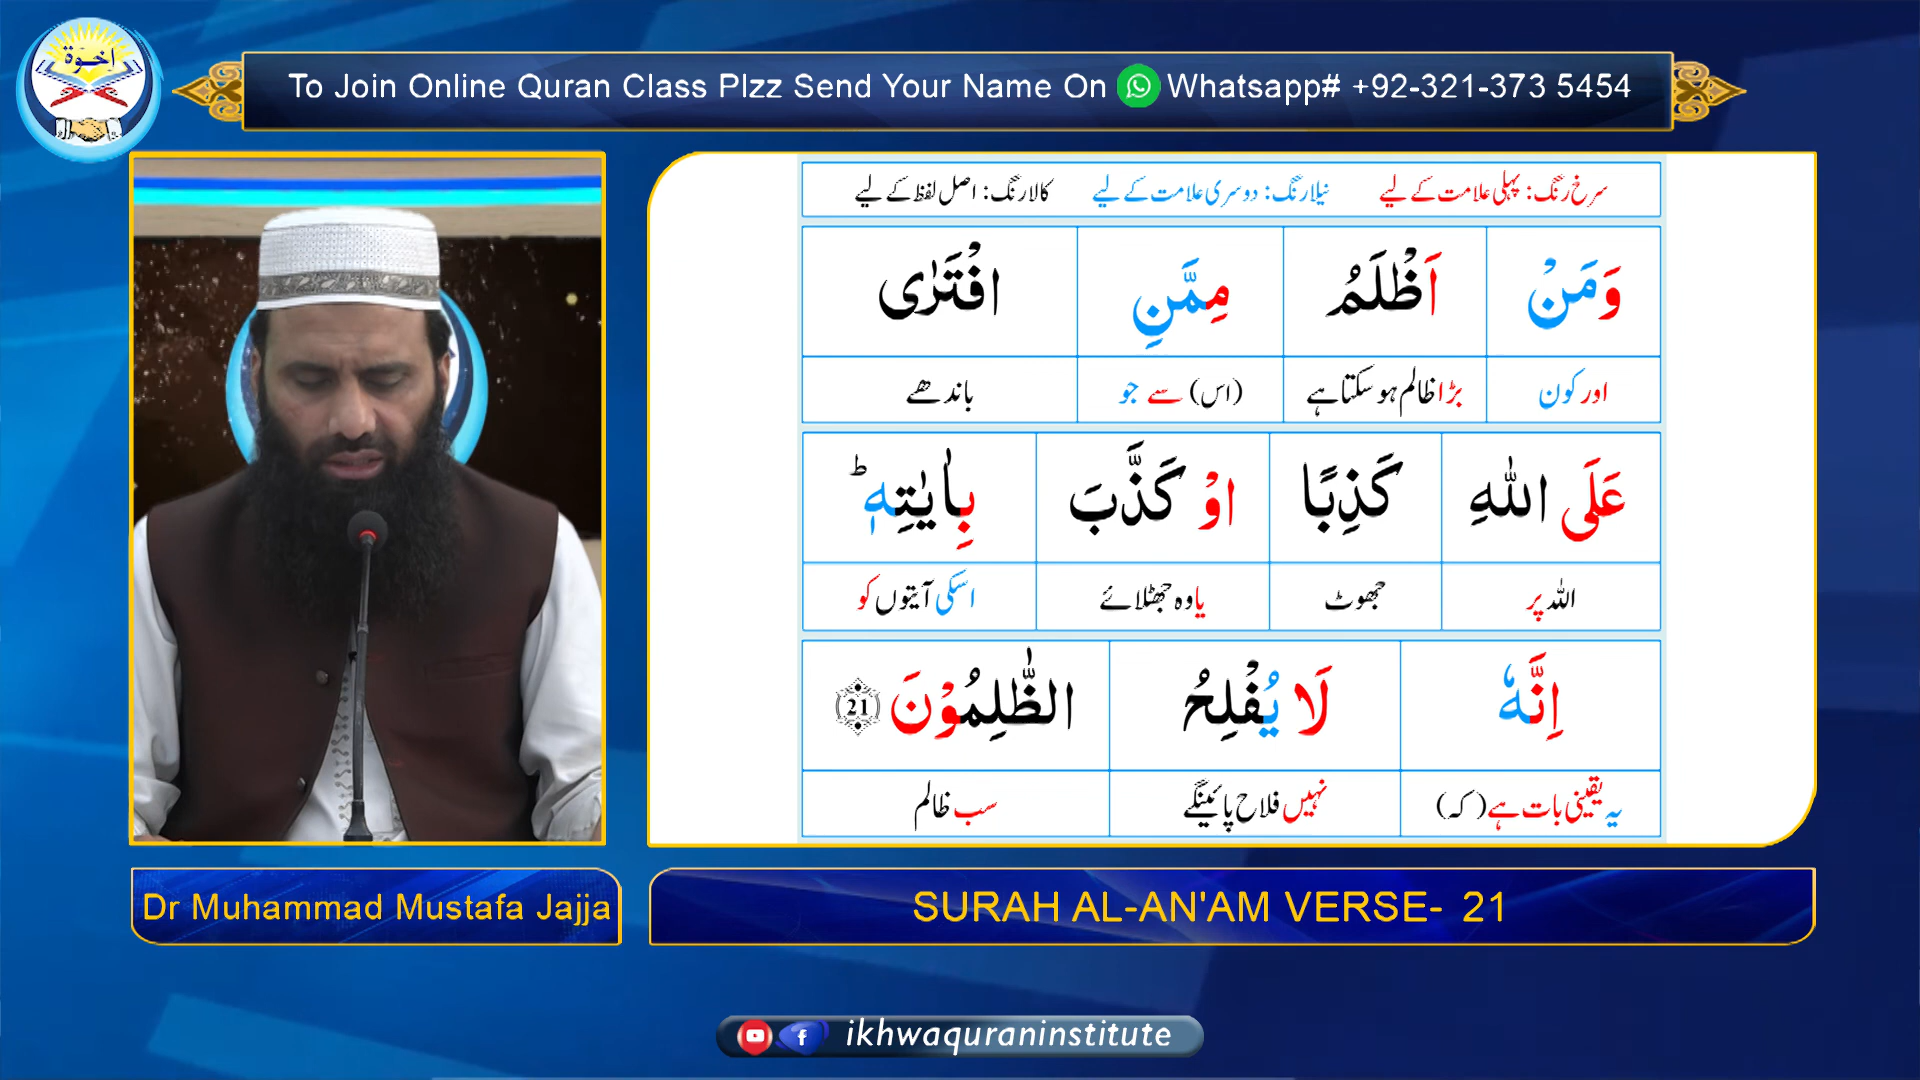 اخوة
To Join Online Quran Class Plzz Send Your Name On Whatsapp# +92-321-373 5454
سرخ رنگ: پہلی علامت کے لیے نیلا رنگ: دوسری علامت کے لیے کالا رنگ: اصل لفظ کے لیے
وَمَنْ اَظْلَمُ مِمَّنِ افْتَرٰى
اور کون بڑا ظالم ہو سکتا ہے (اس) سے جو باندھے
عَلَى اللّٰهِ كَذِبًا اَوْ كَذَّبَ بِاٰيٰتِهٖ ؕ
اللہ پر جھوٹ یا وہ جھٹلائے اسکی آیتوں کو
اِنَّهٗ لَا يُفْلِحُ الظّٰلِمُوْنَ 21
یہ یقینی بات ہے (کہ) نہیں فلاح پائینگے سب ظالم
Dr Muhammad Mustafa Jajja
SURAH AL-AN'AM VERSE- 21
ikhwaquraninstitute